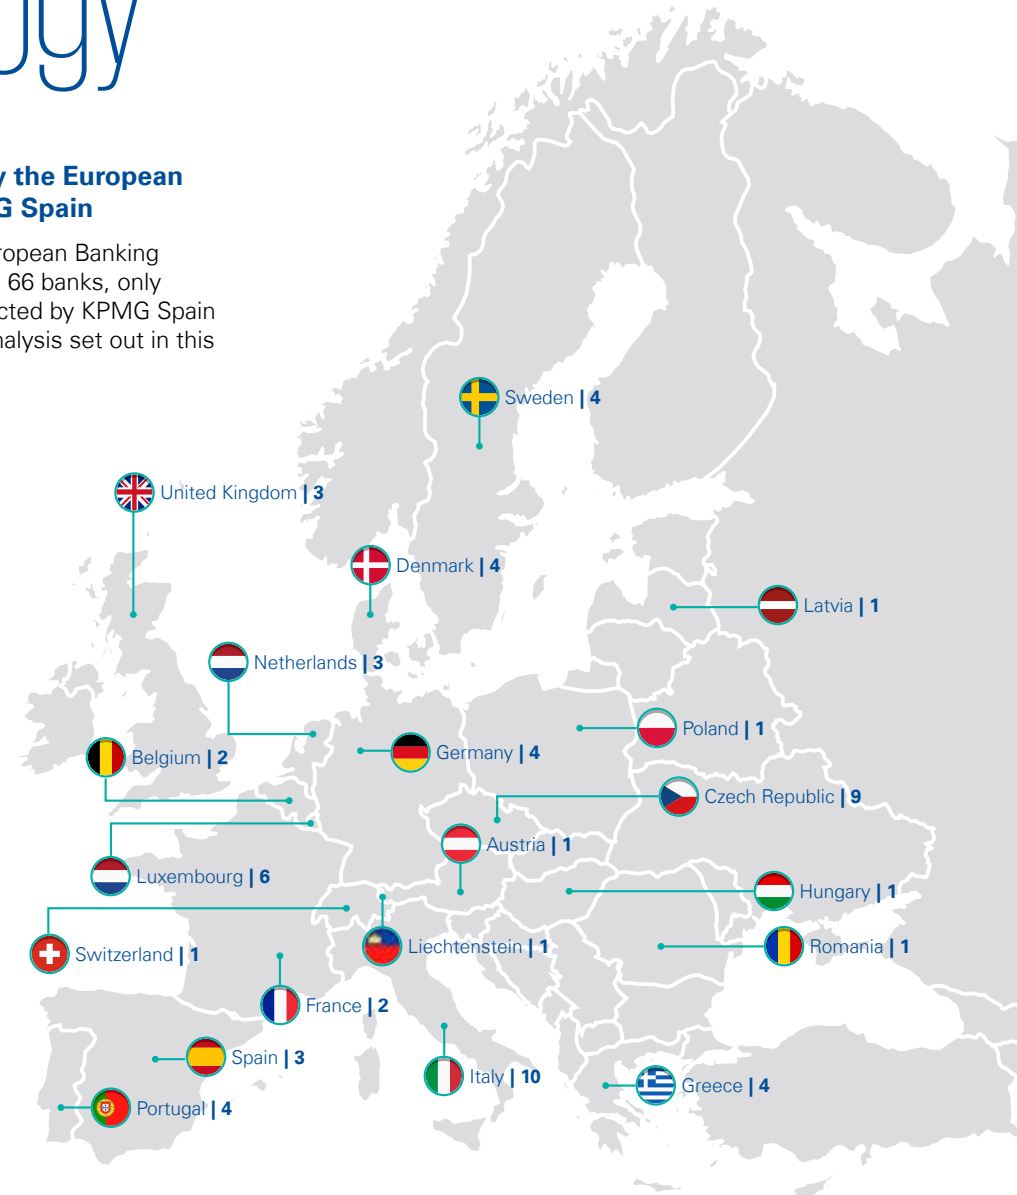 ogy
y the European
G Spain
ropean Banking
66 banks, only
cted by KPMG Spain
nalysis set out in this
Sweden | 4
United Kingdom | 3
Denmark | 4
Latvia | 1
Netherlands | 3
Poland | 1
Belgium | 2
Germany | 4
Czech Republic | 9
Austria | 1
Luxembourg | 6
Hungary | 1
Switzerland | 1
Liechtenstein | 1
Romania | 1
France | 2
Spain | 3
Italy | 10
Greece | 4
Portugal | 4